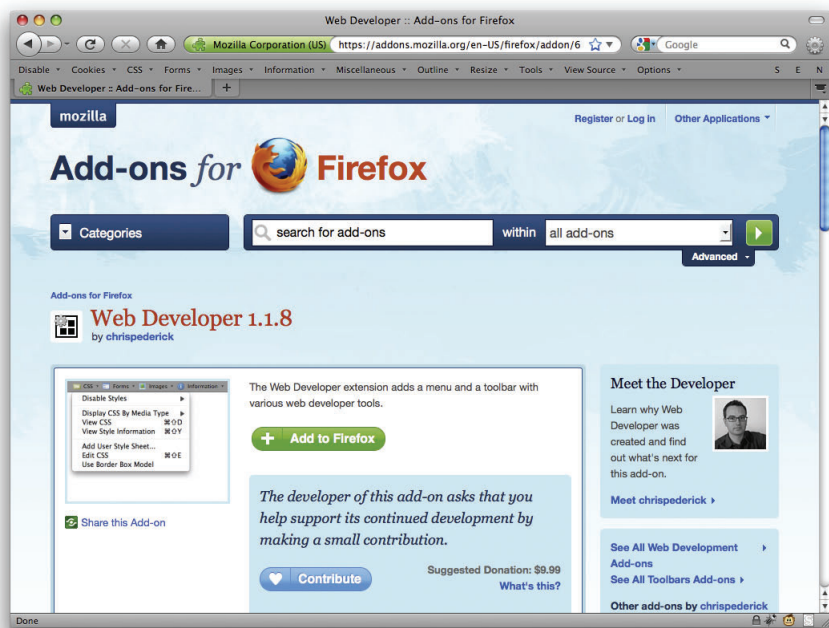 Web Developer :: Add-ons for Firefox
Mozilla Corporation (US) https://addons.mozilla.org/en-US/firefox/addon/6 Google
Disable Cookies CSS Forms Images Information Miscellaneous Outline Resize Tools View Source Options S E N
Web Developer :: Add-ons for Fire... +
mozilla
Register or Log in Other Applications
Add-ons for Firefox
Categories search for add-ons within all add-ons
Advanced
Add-ons for Firefox
Web Developer 1.1.8
by chrispederick
CSS Forms Images Information
Disable Styles
Display CSS By Media Type
View CSS ⌘⇧D
View Style Information ⌘⇧Y
Add User Style Sheet...
Edit CSS ⌘⇧E
Use Border Box Model
Share this Add-on
The Web Developer extension adds a menu and a toolbar with
various web developer tools.
+ Add to Firefox
The developer of this add-on asks that you
help support its continued development by
making a small contribution.
Contribute
Suggested Donation: $9.99
What's this?
Meet the Developer
Learn why Web
Developer was
created and find
out what's next for
this add-on.
Meet chrispederick
See All Web Development
Add-ons
See All Toolbars Add-ons
Other add-ons by chrispederick
Done